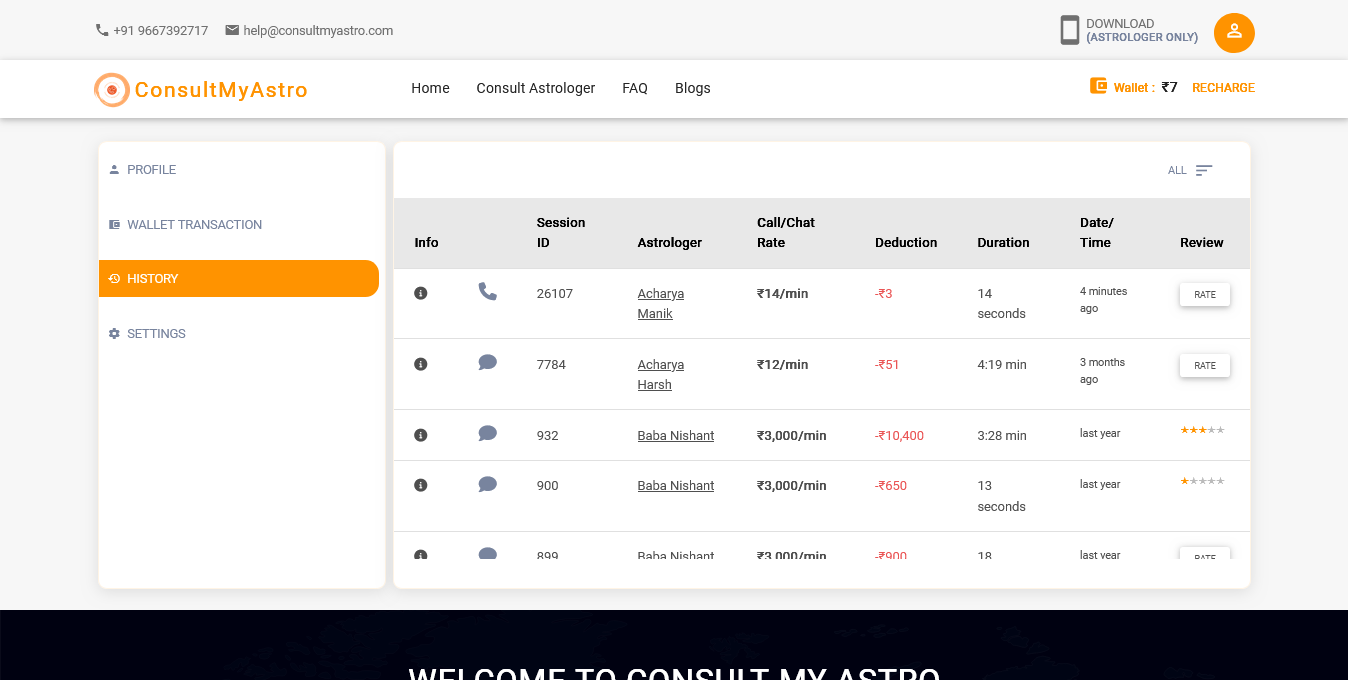 +91 9667392717 help@consultmyastro.com
DOWNLOAD
(ASTROLOGER ONLY)
ConsultMyAstro
Home Consult Astrologer FAQ Blogs
Wallet : ₹7 RECHARGE
PROFILE
WALLET TRANSACTION
HISTORY
SETTINGS
ALL
Info Session ID Astrologer Call/Chat Rate Deduction Duration Date/ Time Review
26107 Acharya Manik ₹14/min -₹3 14 seconds 4 minutes ago RATE
7784 Acharya Harsh ₹12/min -₹51 4:19 min 3 months ago RATE
932 Baba Nishant ₹3,000/min -₹10,400 3:28 min last year
900 Baba Nishant ₹3,000/min -₹650 13 seconds last year
899 Baba Nishant ₹3,000/min -₹900 18 last year RATE
WELCOME TO CONSULT MY ASTRO